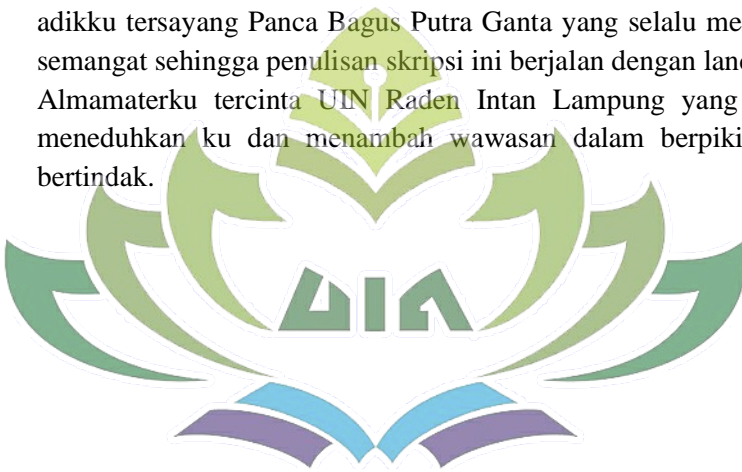 adikku tersayang Panca Bagus Putra Ganta yang selalu me
semangat sehingga penulisan skripsi ini berjalan dengan lanc
Almamaterku tercinta UIN Raden Intan Lampung yang
meneduhkan ku dan menambah wawasan dalam berpiki
bertindak.
UIN